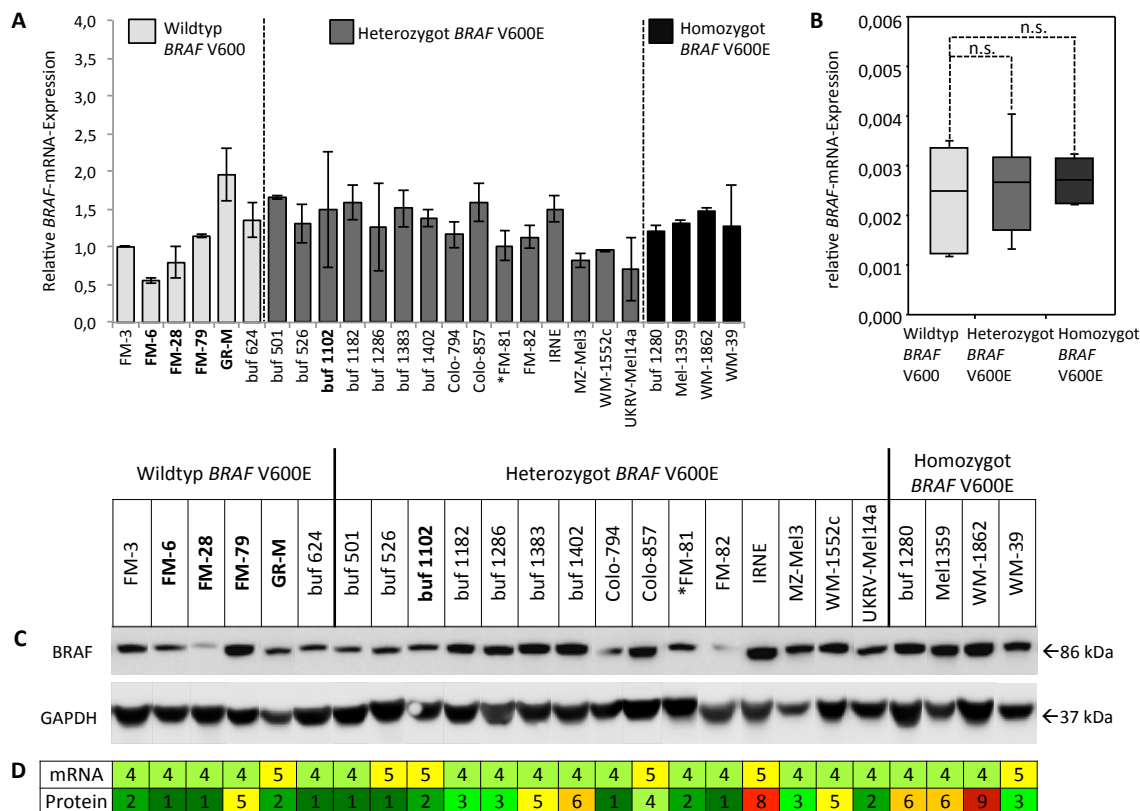 A
4,0
3,5
3,0
2,5
2,0
1,5
1,0
0,5
0,0
Relative BRAF-mRNA-Expression
Wildtyp
BRAF V600
Heterozygot BRAF V600E
Homozygot
BRAF V600E
FM-3
FM-6
FM-28
FM-79
GR-M
buf 624
buf 501
buf 526
buf 1102
buf 1182
buf 1286
buf 1383
buf 1402
Colo-794
Colo-857
*FM-81
FM-82
IRNE
MZ-Mel3
WM-1552c
UKRV-Mel14a
buf 1280
Mel-1359
WM-1862
WM-39
B
0,006
0,006
0,005
0,004
0,003
0,002
0,001
0,000
relative BRAF-mRNA-Expression
n.s.
n.s.
Wildtyp
BRAF
V600
Heterozygot
BRAF
V600E
Homozygot
BRAF
V600E
Wildtyp BRAF V600E
Heterozygot BRAF V600E
Homozygot
BRAF V600E
FM-3
FM-6
FM-28
FM-79
GR-M
buf 624
buf 501
buf 526
buf 1102
buf 1182
buf 1286
buf 1383
buf 1402
Colo-794
Colo-857
*FM-81
FM-82
IRNE
MZ-Mel3
WM-1552c
UKRV-Mel14a
buf 1280
Mel1359
WM-1862
WM-39
C
BRAF
←86 kDa
GAPDH
←37 kDa
D
mRNA 4 4 4 4 5 4 4 5 5 4 4 4 4 4 5 4 4 5 4 4 4 4 4 4 5
Protein 2 1 1 5 2 1 1 1 2 3 3 5 6 1 4 2 1 8 3 5 2 6 6 9 3